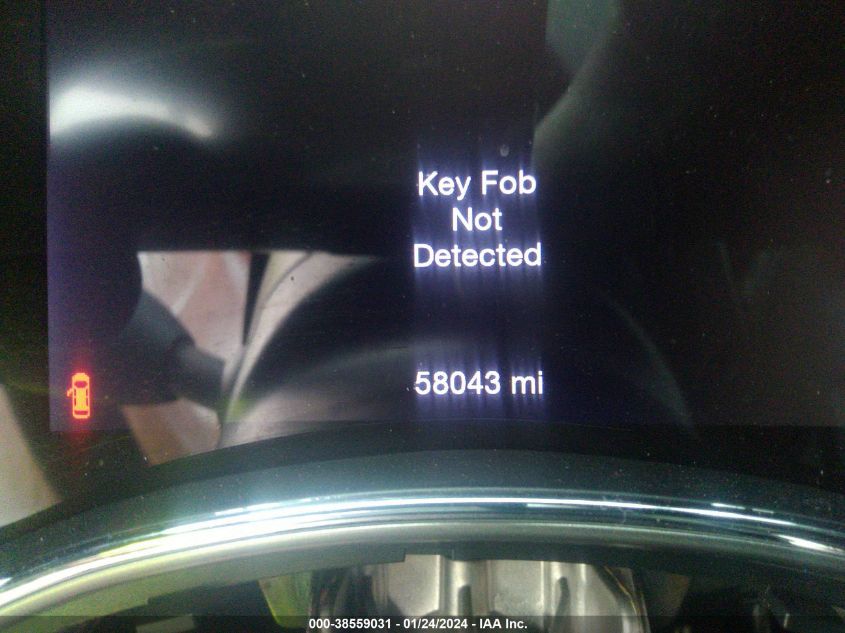 Key Fob
Not
Detected
58043 mi
000-38559031 - 01/24/2024 - IAA Inc.